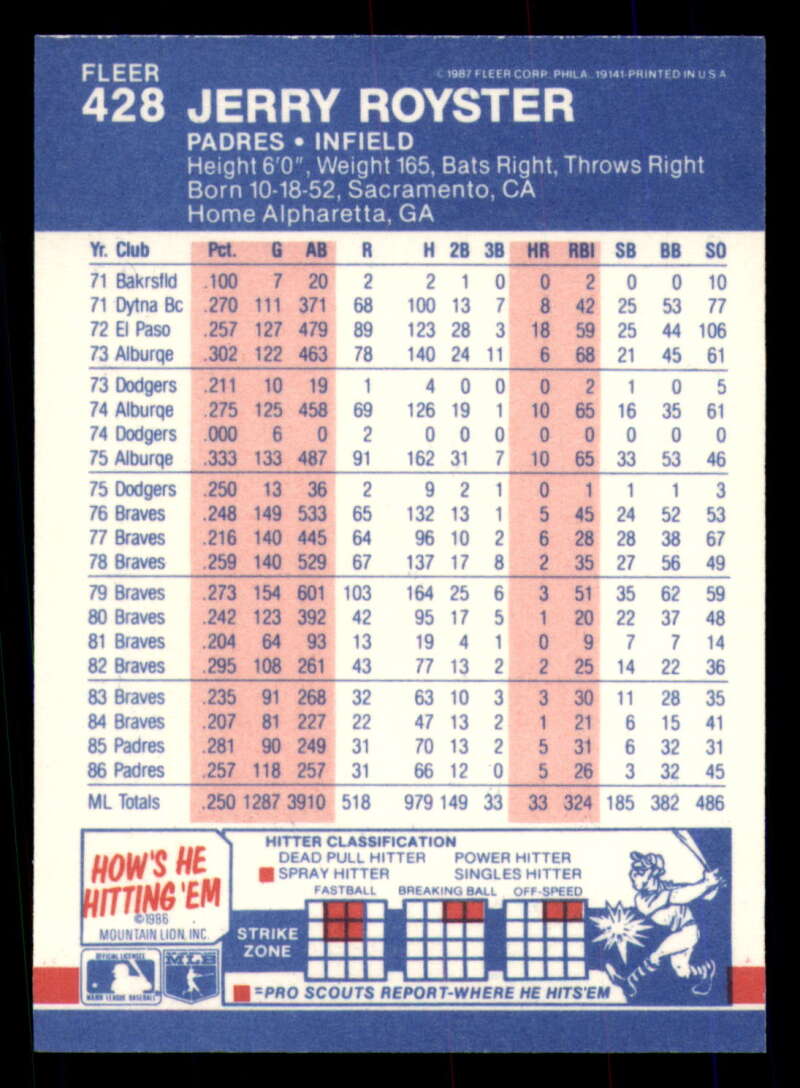 FLEER
© 1987 FLEER CORP. PHILA. 19141-PRINTED IN U S A
428 JERRY ROYSTER
PADRES • INFIELD
Height 6'0", Weight 165, Bats Right, Throws Right
Born 10-18-52, Sacramento, CA
Home Alpharetta, GA
Yr. Club Pct. G AB R H 2B 3B HR RBI SB BB SO
71 Bakrsfld .100 7 20 2 2 1 0 0 2 0 0 10
71 Dytna Bc .270 111 371 68 100 13 7 8 42 25 53 77
72 El Paso .257 127 479 89 123 28 3 18 59 25 44 106
73 Alburqe .302 122 463 78 140 24 11 6 68 21 45 61
73 Dodgers .211 10 19 1 4 0 0 0 2 1 0 5
74 Alburqe .275 125 458 69 126 19 1 10 65 16 35 61
74 Dodgers .000 6 0 2 0 0 0 0 0 0 0 0
75 Alburqe .333 133 487 91 162 31 7 10 65 33 53 46
75 Dodgers .250 13 36 2 9 2 1 0 1 1 1 3
76 Braves .248 149 533 65 132 13 1 5 45 24 52 53
77 Braves .216 140 445 64 96 10 2 6 28 28 38 67
78 Braves .259 140 529 67 137 17 8 2 35 27 56 49
79 Braves .273 154 601 103 164 25 6 3 51 35 62 59
80 Braves .242 123 392 42 95 17 5 1 20 22 37 48
81 Braves .204 64 93 13 19 4 1 0 9 7 7 14
82 Braves .295 108 261 43 77 13 2 2 25 14 22 36
83 Braves .235 91 268 32 63 10 3 3 30 11 28 35
84 Braves .207 81 227 22 47 13 2 1 21 6 15 41
85 Padres .281 90 249 31 70 13 2 5 31 6 32 31
86 Padres .257 118 257 31 66 12 0 5 26 3 32 45
ML Totals .250 1287 3910 518 979 149 33 33 324 185 382 486
HOW'S HE
HITTING 'EM
©1986
MOUNTAIN LION, INC.
HITTER CLASSIFICATION
DEAD PULL HITTER POWER HITTER
SPRAY HITTER SINGLES HITTER
FASTBALL BREAKING BALL OFF-SPEED
STRIKE
ZONE
=PRO SCOUTS REPORT-WHERE HE HITS'EM
OFFICIAL LICENSEE
MAJOR LEAGUE BASEBALL